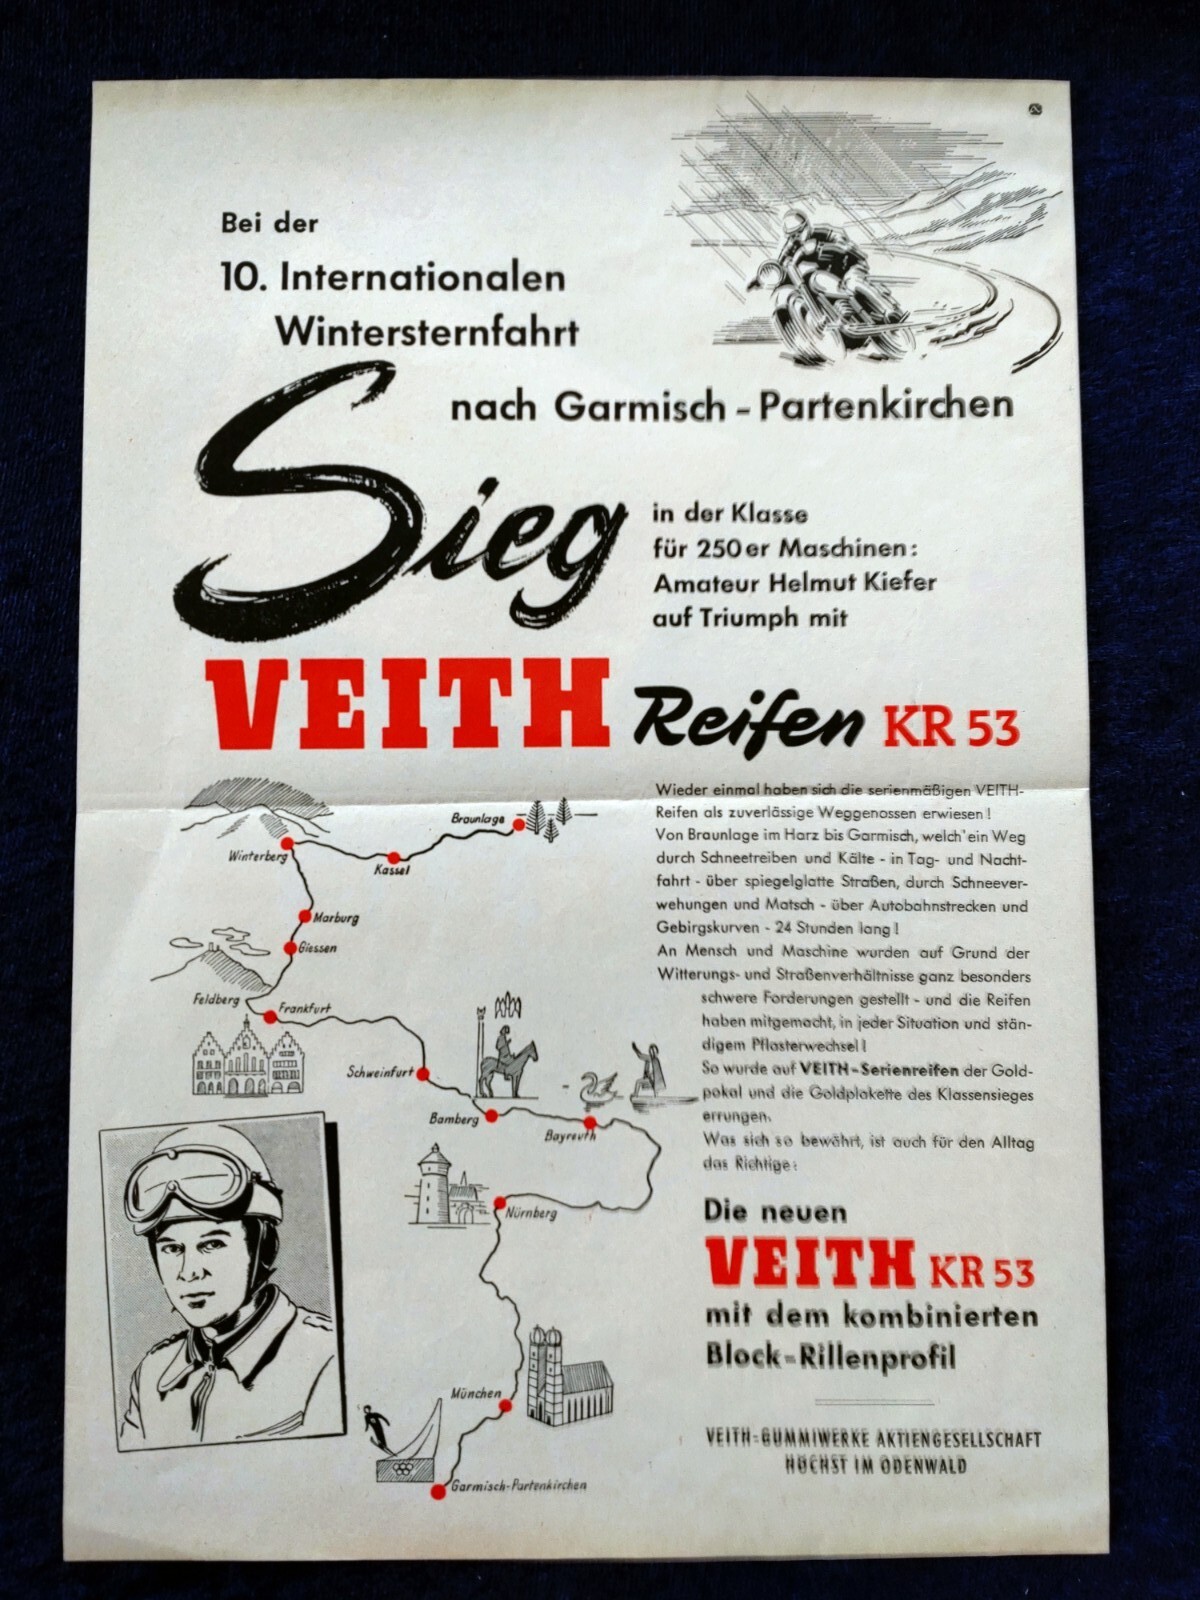 Bei der
10. Internationalen
Wintersternfahrt
nach Garmisch-Partenkirchen
Sieg
in der Klasse
für 250er Maschinen:
Amateur Helmut Kiefer
auf Triumph mit
VEITH Reifen KR 53
Wieder einmal haben sich die serienmäßigen VEITH-
Reifen als zuverlässige Weggenossen erwiesen!
Von Braunlage im Harz bis Garmisch, welch' ein Weg
durch Schneetreiben und Kälte - in Tag- und Nacht-
fahrt - über spiegelglatte Straßen, durch Schneever-
wehungen und Matsch - über Autobahnstrecken und
Gebirgskurven - 24 Stunden lang!
An Mensch und Maschine wurden auf Grund der
Witterungs- und Straßenverhältnisse ganz besonders
schwere Forderungen gestellt - und die Reifen
haben mitgemacht, in jeder Situation und stän-
digem Pflasterwechsel!
So wurde auf VEITH-Serienreifen der Gold-
pokal und die Goldplakette des Klassensieges
errungen.
Was sich so bewährt, ist auch für den Alltag
das Richtige:
Die neuen
VEITH KR 53
mit dem kombinierten
Block-Rillenprofil
VEITH-GUMMIWERKE AKTIENGESELLSCHAFT
HÖCHST IM ODENWALD
Braunlage
Winterberg
Kassel
Marburg
Giessen
Feldberg
Frankfurt
Schweinfurt
Bamberg
Bayreuth
Nürnberg
München
Garmisch-Partenkirchen